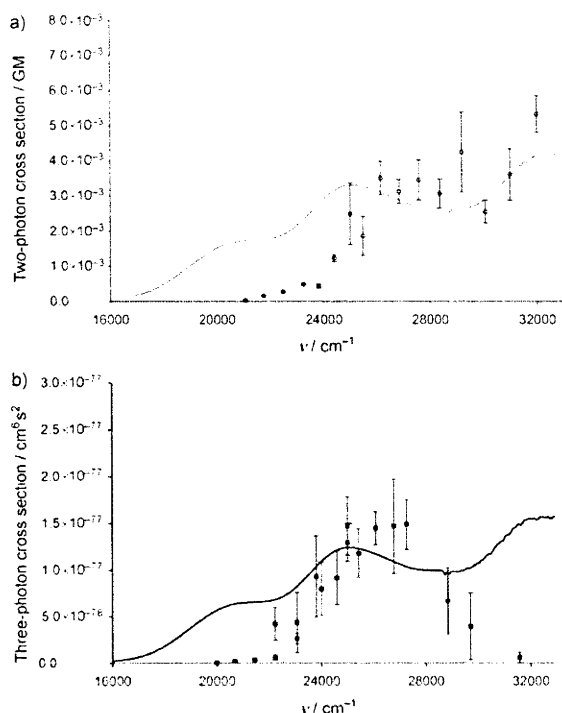 a)
8.0×10⁻³
7.0×10⁻³
6.0×10⁻³
5.0×10⁻³
4.0×10⁻³
3.0×10⁻³
2.0×10⁻³
1.0×10⁻³
0.0
Two-photon cross section / GM
16000 20000 24000 28000 32000
ν / cm⁻¹
b)
3.0×10⁻⁷⁷
2.5×10⁻⁷⁷
2.0×10⁻⁷⁷
1.5×10⁻⁷⁷
1.0×10⁻⁷⁷
5.0×10⁻⁷⁸
0.0
Three-photon cross section / cm⁶s²
16000 20000 24000 28000 32000
ν / cm⁻¹